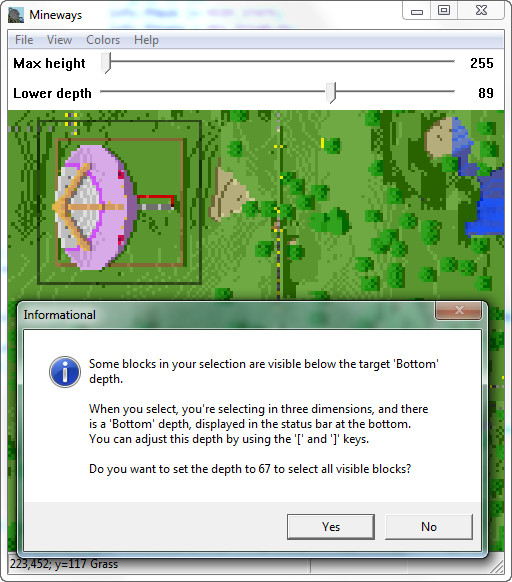 Mineways
File View Colors Help
Max height 255
Lower depth 89
Informational
Some blocks in your selection are visible below the target 'Bottom'
depth.
When you select, you're selecting in three dimensions, and there
is a 'Bottom' depth, displayed in the status bar at the bottom.
You can adjust this depth by using the '[' and ']' keys.
Do you want to set the depth to 67 to select all visible blocks?
Yes No
223,452; y=117 Grass